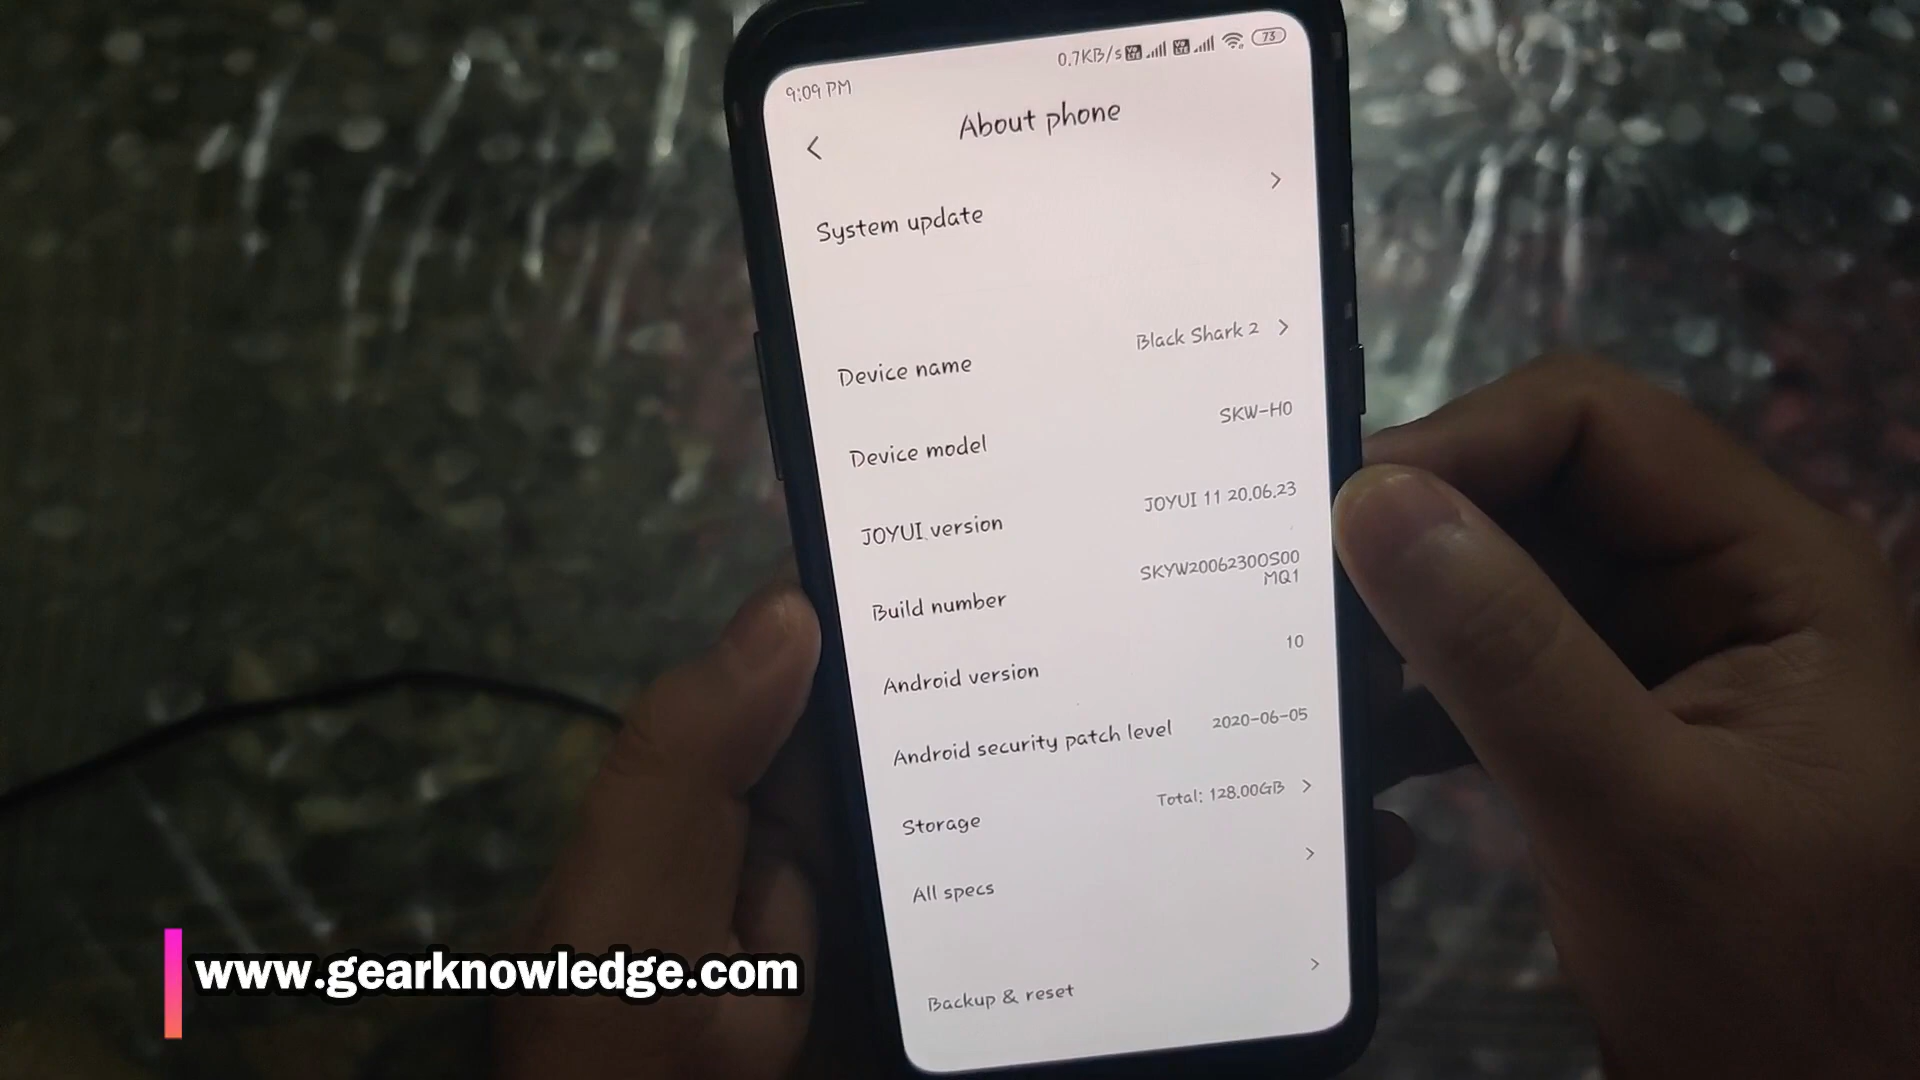 9:09 PM
0.7KB/s
73
About phone
System update
Device name
Black Shark 2
Device model
SKW-H0
JOYUI version
JOYUI 11 20.06.23
Build number
SKYW2006230OS00
MQ1
Android version
10
Android security patch level
2020-06-05
Storage
Total: 128.00GB
All specs
Backup & reset
www.gearknowledge.com